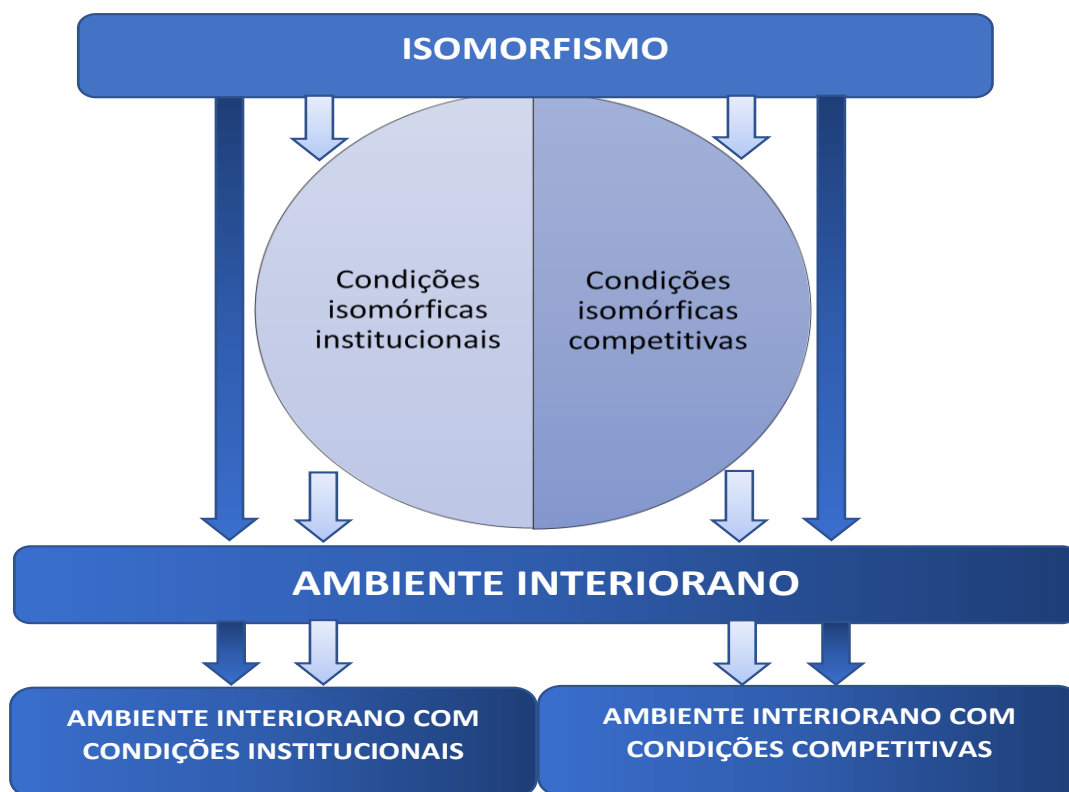 ISOMORFISMO
Condições
isomórficas
institucionais
Condições
isomórficas
competitivas
AMBIENTE INTERIORANO
AMBIENTE INTERIORANO COM
CONDIÇÕES INSTITUCIONAIS
AMBIENTE INTERIORANO COM
CONDIÇÕES COMPETITIVAS